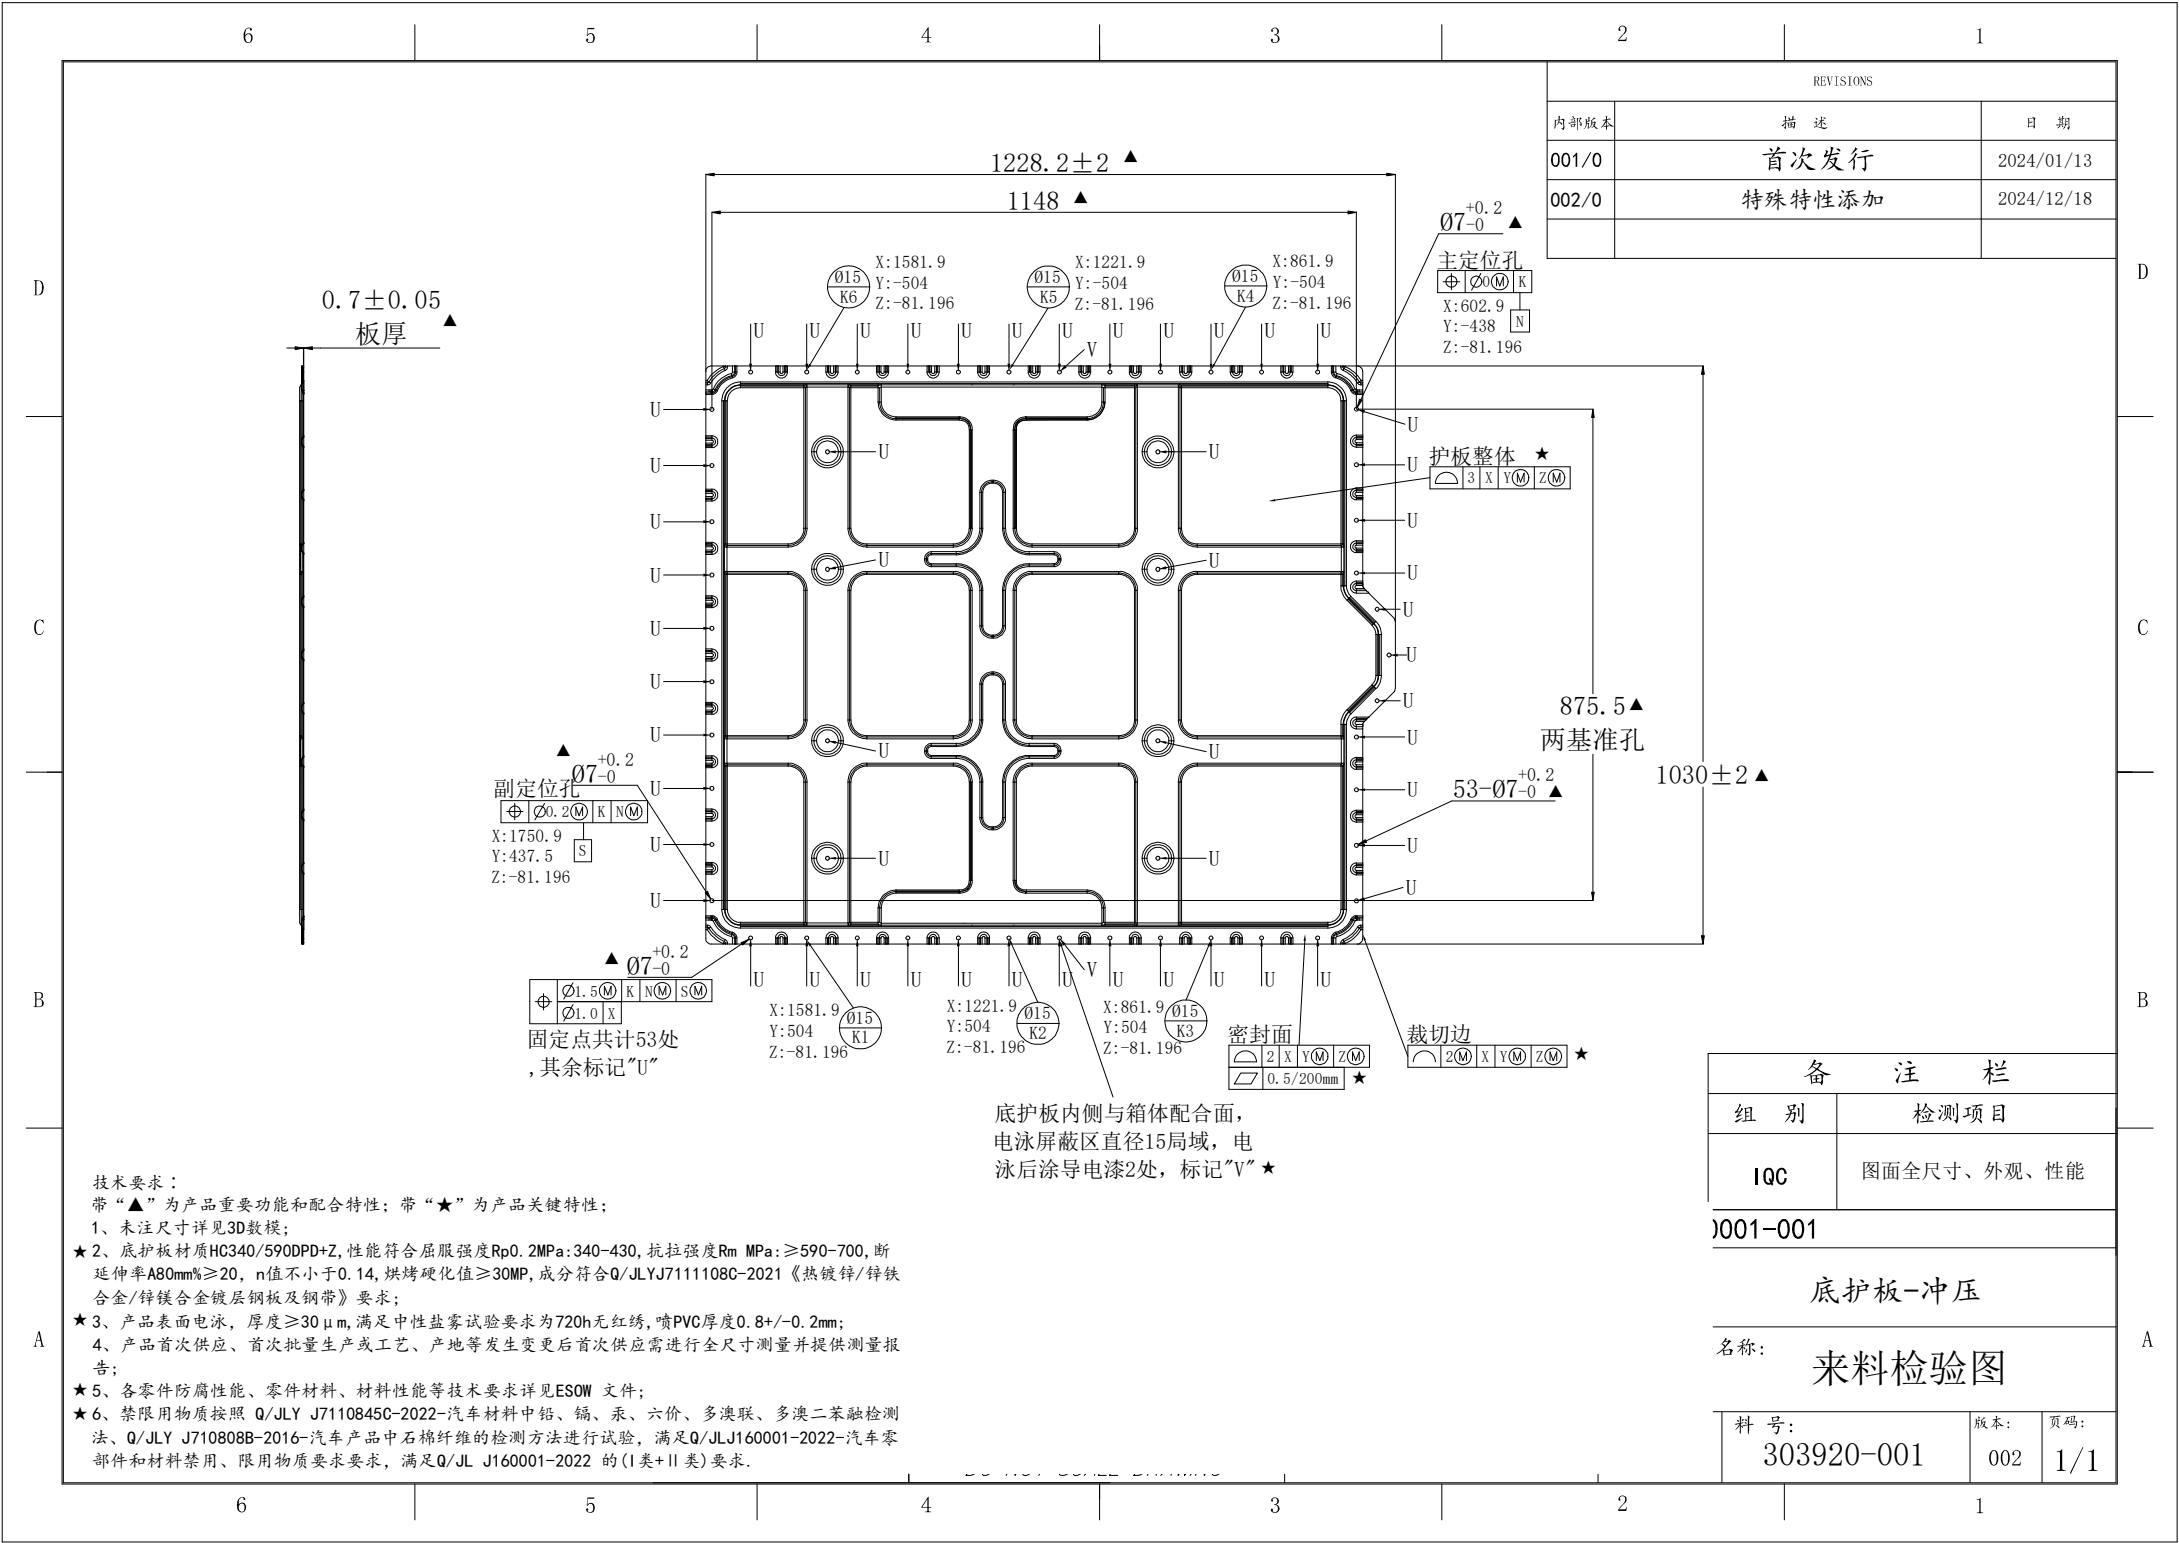 6 5 4 3 2 1
REVISIONS
内部版本 描 述 日 期
001/0 首次发行 2024/01/13
002/0 特殊特性添加 2024/12/18
D
D
C
C
B
B
A
A
0.7±0.05 ▲
板厚
1228.2±2 ▲
1148 ▲
Ø15 K6
X:1581.9
Y:-504
Z:-81.196
Ø15 K5
X:1221.9
Y:-504
Z:-81.196
Ø15 K4
X:861.9
Y:-504
Z:-81.196
Ø7+0.2 -0 ▲
主定位孔
⌖ Ø0Ⓜ K
X:602.9
Y:-438
Z:-81.196
N
U U U U U U U U U U U U
V
U U
U U U U
护板整体 ★
⌓ 3 X YⓂ ZⓂ
U U
U U U U
U U
U U
U U
875.5▲
两基准孔
1030±2▲
U U
U U U
▲ Ø7+0.2 -0
副定位孔
⌖ Ø0.2Ⓜ K NⓂ
X:1750.9
Y:437.5
Z:-81.196
S
53-Ø7+0.2 -0 ▲
U U
U U
U U
U U
▲ Ø7+0.2 -0
⌖ Ø1.5Ⓜ K NⓂ SⓂ
Ø1.0 X
固定点共计53处
,其余标记"U"
U U U U U U U U U U U U
V
X:1581.9
Y:504
Z:-81.196
Ø15 K1
X:1221.9
Y:504
Z:-81.196
Ø15 K2
X:861.9
Y:504
Z:-81.196
Ø15 K3
密封面
⌓ 2 X YⓂ ZⓂ
⏥ 0.5/200mm ★
裁切边
⌒ 2Ⓜ X YⓂ ZⓂ ★
底护板内侧与箱体配合面，
电泳屏蔽区直径15局域，电
泳后涂导电漆2处，标记"V"★
技术要求：
带“▲”为产品重要功能和配合特性；带“★”为产品关键特性；
1、未注尺寸详见3D数模；
★2、底护板材质HC340/590DPD+Z,性能符合屈服强度Rp0.2MPa:340-430,抗拉强度Rm MPa:≥590-700,断
延伸率A80mm%≥20, n值不小于0.14,烘烤硬化值≥30MP,成分符合Q/JLYJ7111108C-2021《热镀锌/锌铁
合金/锌镁合金镀层钢板及钢带》要求；
★3、产品表面电泳，厚度≥30μm,满足中性盐雾试验要求为720h无红绣,喷PVC厚度0.8+/-0.2mm；
4、产品首次供应、首次批量生产或工艺、产地等发生变更后首次供应需进行全尺寸测量并提供测量报
告；
★5、各零件防腐性能、零件材料、材料性能等技术要求详见ESOW 文件；
★6、禁限用物质按照 Q/JLY J7110845C-2022-汽车材料中铅、镉、汞、六价、多澳联、多澳二苯融检测
法、Q/JLY J710808B-2016-汽车产品中石棉纤维的检测方法进行试验，满足Q/JLJ160001-2022-汽车零
部件和材料禁用、限用物质要求要求，满足Q/JL J160001-2022 的(I类+II类)要求.
备 注 栏
组 别 检测项目
IQC 图面全尺寸、外观、性能
0001-001
底护板-冲压
名称:
来料检验图
料 号:
303920-001
版本:
002
页码:
1/1
6 5 4 3 2 1